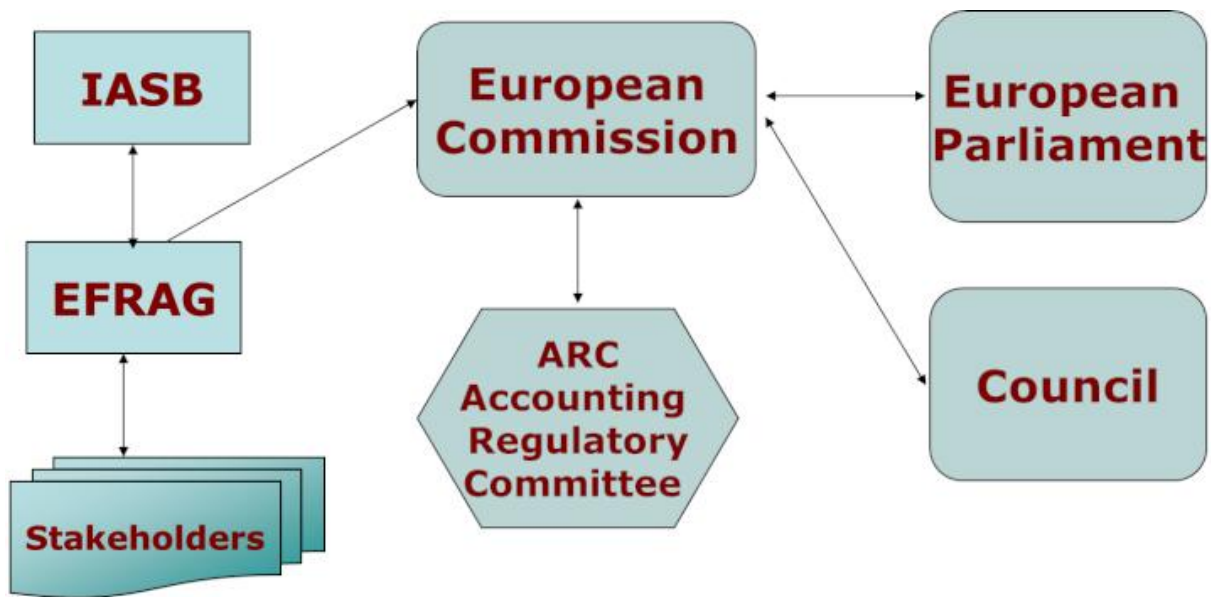 IASB
European
Commission
European
Parliament
EFRAG
ARC
Accounting
Regulatory
Committee
Council
Stakeholders